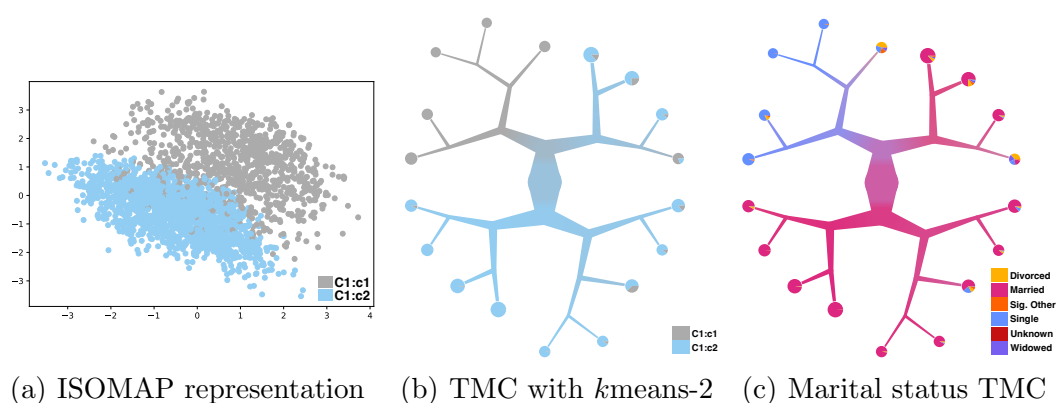 3
2
1
0
−1
−2
−3
−3
−2
−1
0
1
2
3
4
C1:c1
C1:c2
C1:c1
C1:c2
Divorced
Married
Sig. Other
Single
Unknown
Widowed
(a) ISOMAP representation
(b) TMC with kmeans-2
(c) Marital status TMC